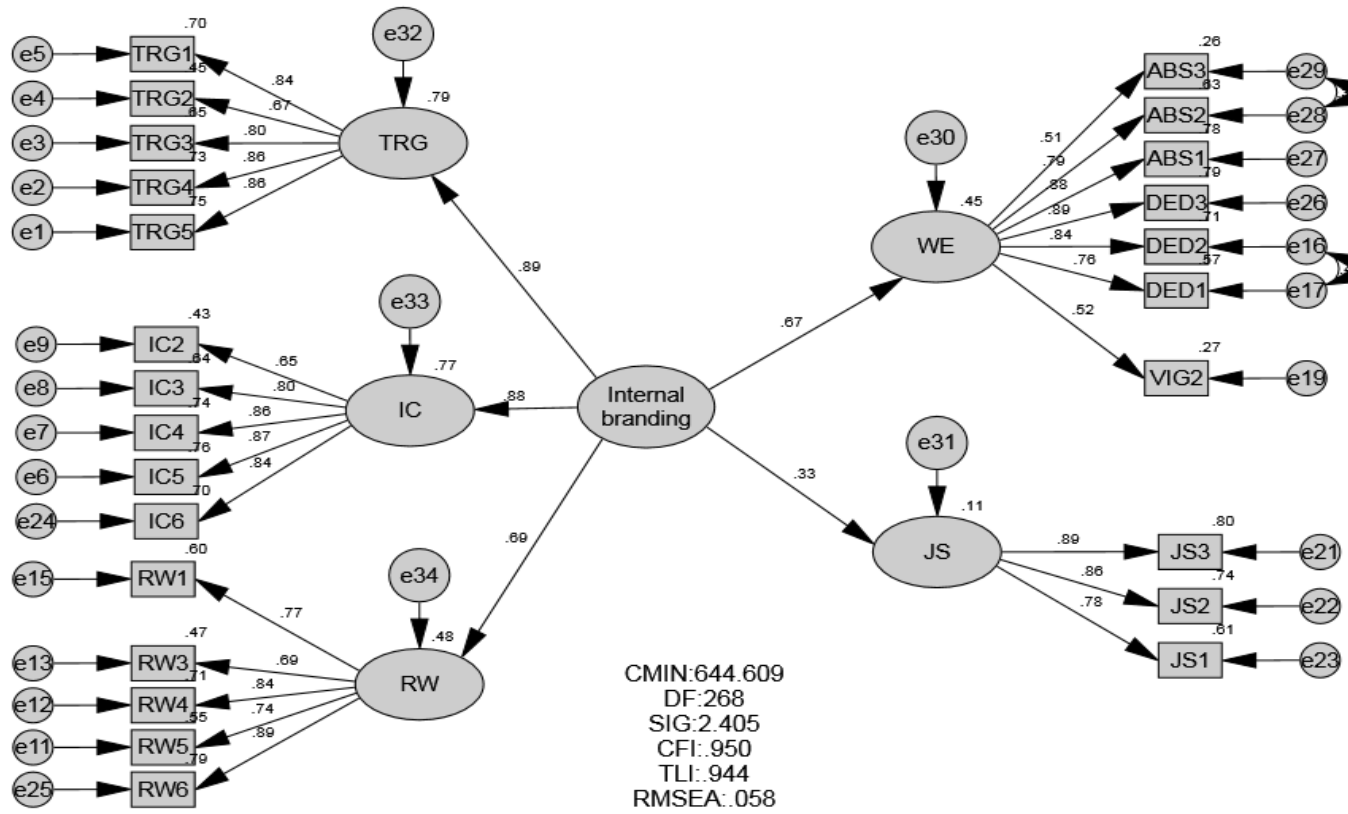 .70
e5 TRG1
.84
.45
e4 TRG2
.67
.65
e3 TRG3
.80
.73
e2 TRG4
.86
.75
e1 TRG5
.86
e32
.79
TRG
.89
.43
e9 IC2
.65
.64
e8 IC3
.80
.74
e7 IC4
.86
.76
e6 IC5
.87
.70
e24 IC6
.84
e33
.77
IC
.88
.60
e15 RW1
.77
.47
e13 RW3
.69
.71
e12 RW4
.84
.55
e11 RW5
.74
.79
e25 RW6
.89
e34
.48
RW
.69
Internal
branding
.67
e30
.45
WE
.26
.51
ABS3 e29
.63
.79
ABS2 e28
.78
.88
ABS1 e27
.79
.89
DED3 e26
.71
.84
DED2 e16
.57
.76
DED1 e17
.52
.27
VIG2 e19
.33
e31
.11
JS
.80
.89
JS3 e21
.74
.86
JS2 e22
.61
.78
JS1 e23
CMIN:644.609
DF:268
SIG:2.405
CFI:.950
TLI:.944
RMSEA:.058